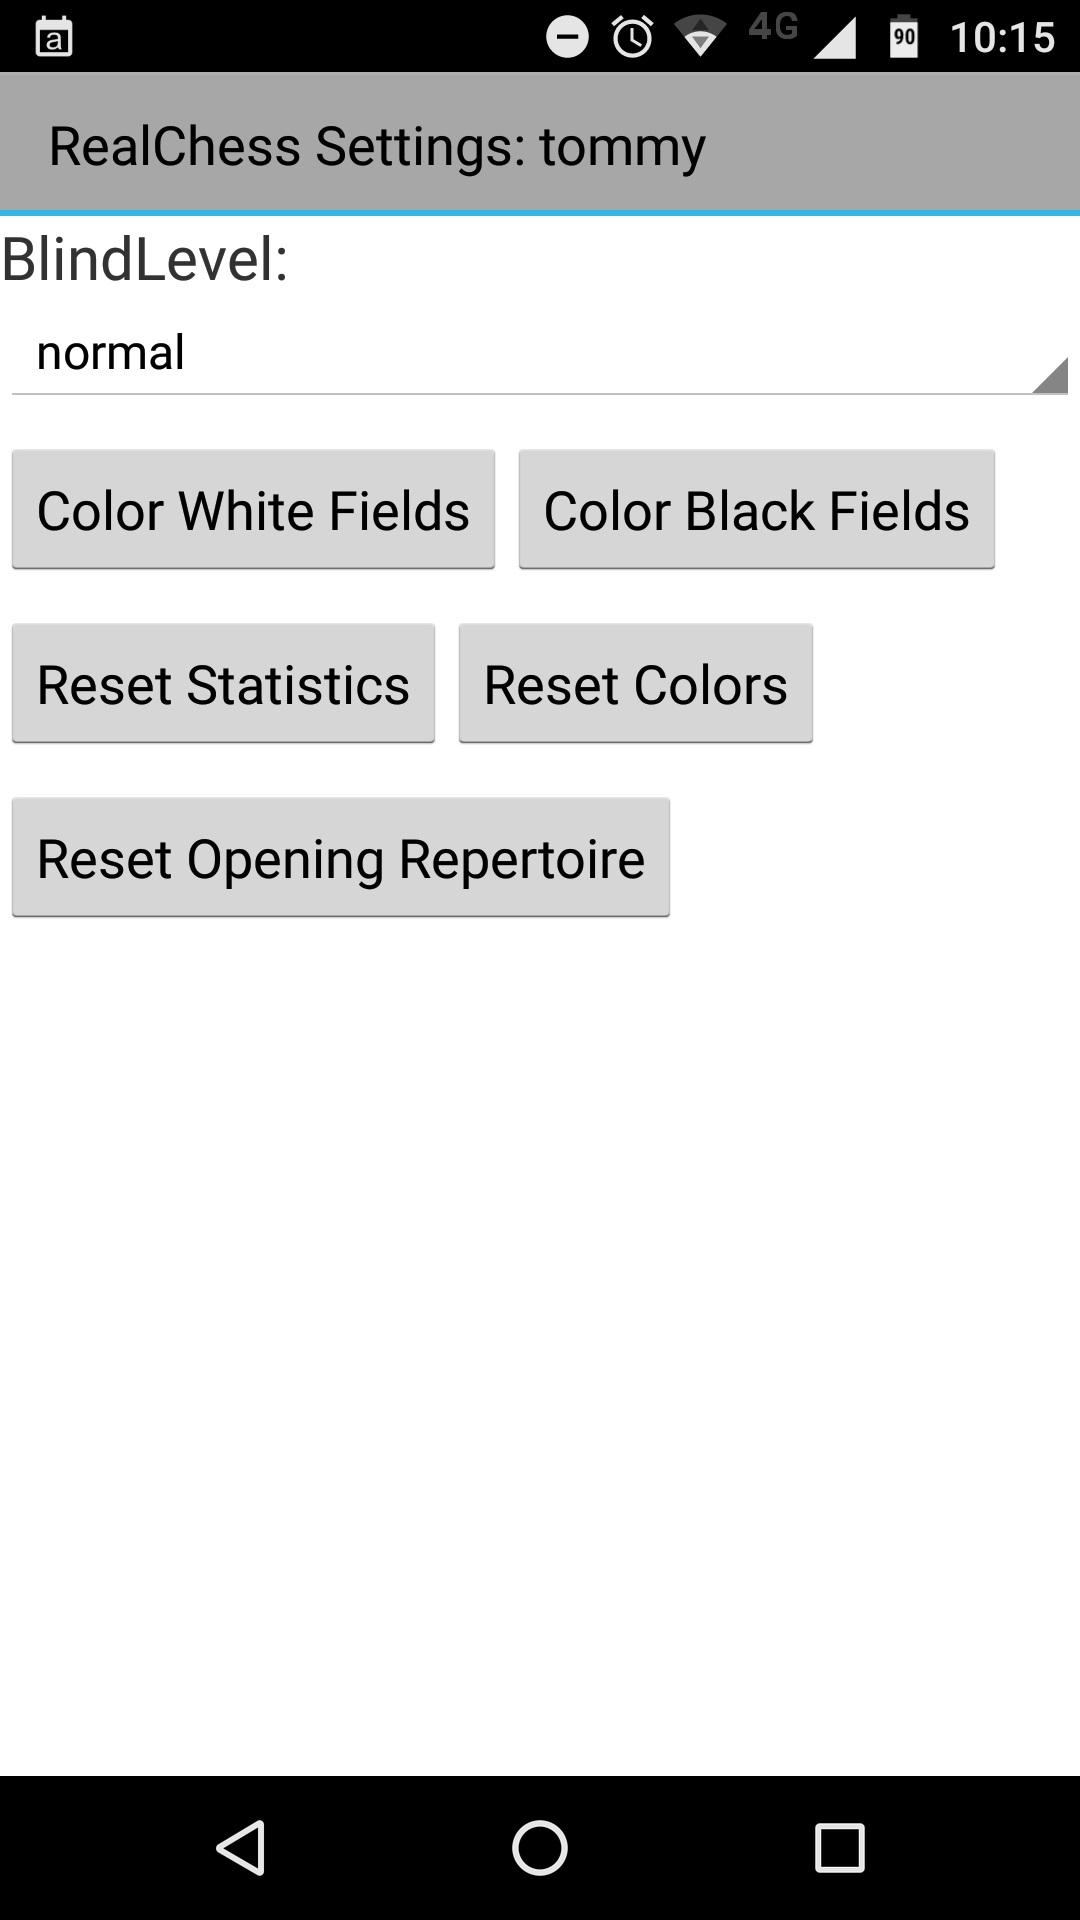 a 4G 90 10:15
RealChess Settings: tommy
BlindLevel:
normal
Color White Fields Color Black Fields
Reset Statistics Reset Colors
Reset Opening Repertoire